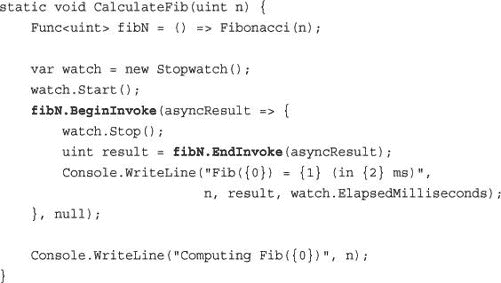 static void CalculateFib(uint n) {
    Func<uint> fibN = () => Fibonacci(n);

    var watch = new Stopwatch();
    watch.Start();
    fibN.BeginInvoke(asyncResult => {
        watch.Stop();
        uint result = fibN.EndInvoke(asyncResult);
        Console.WriteLine("Fib({0}) = {1} (in {2} ms)",
                          n, result, watch.ElapsedMilliseconds);
    }, null);

    Console.WriteLine("Computing Fib({0})", n);
}